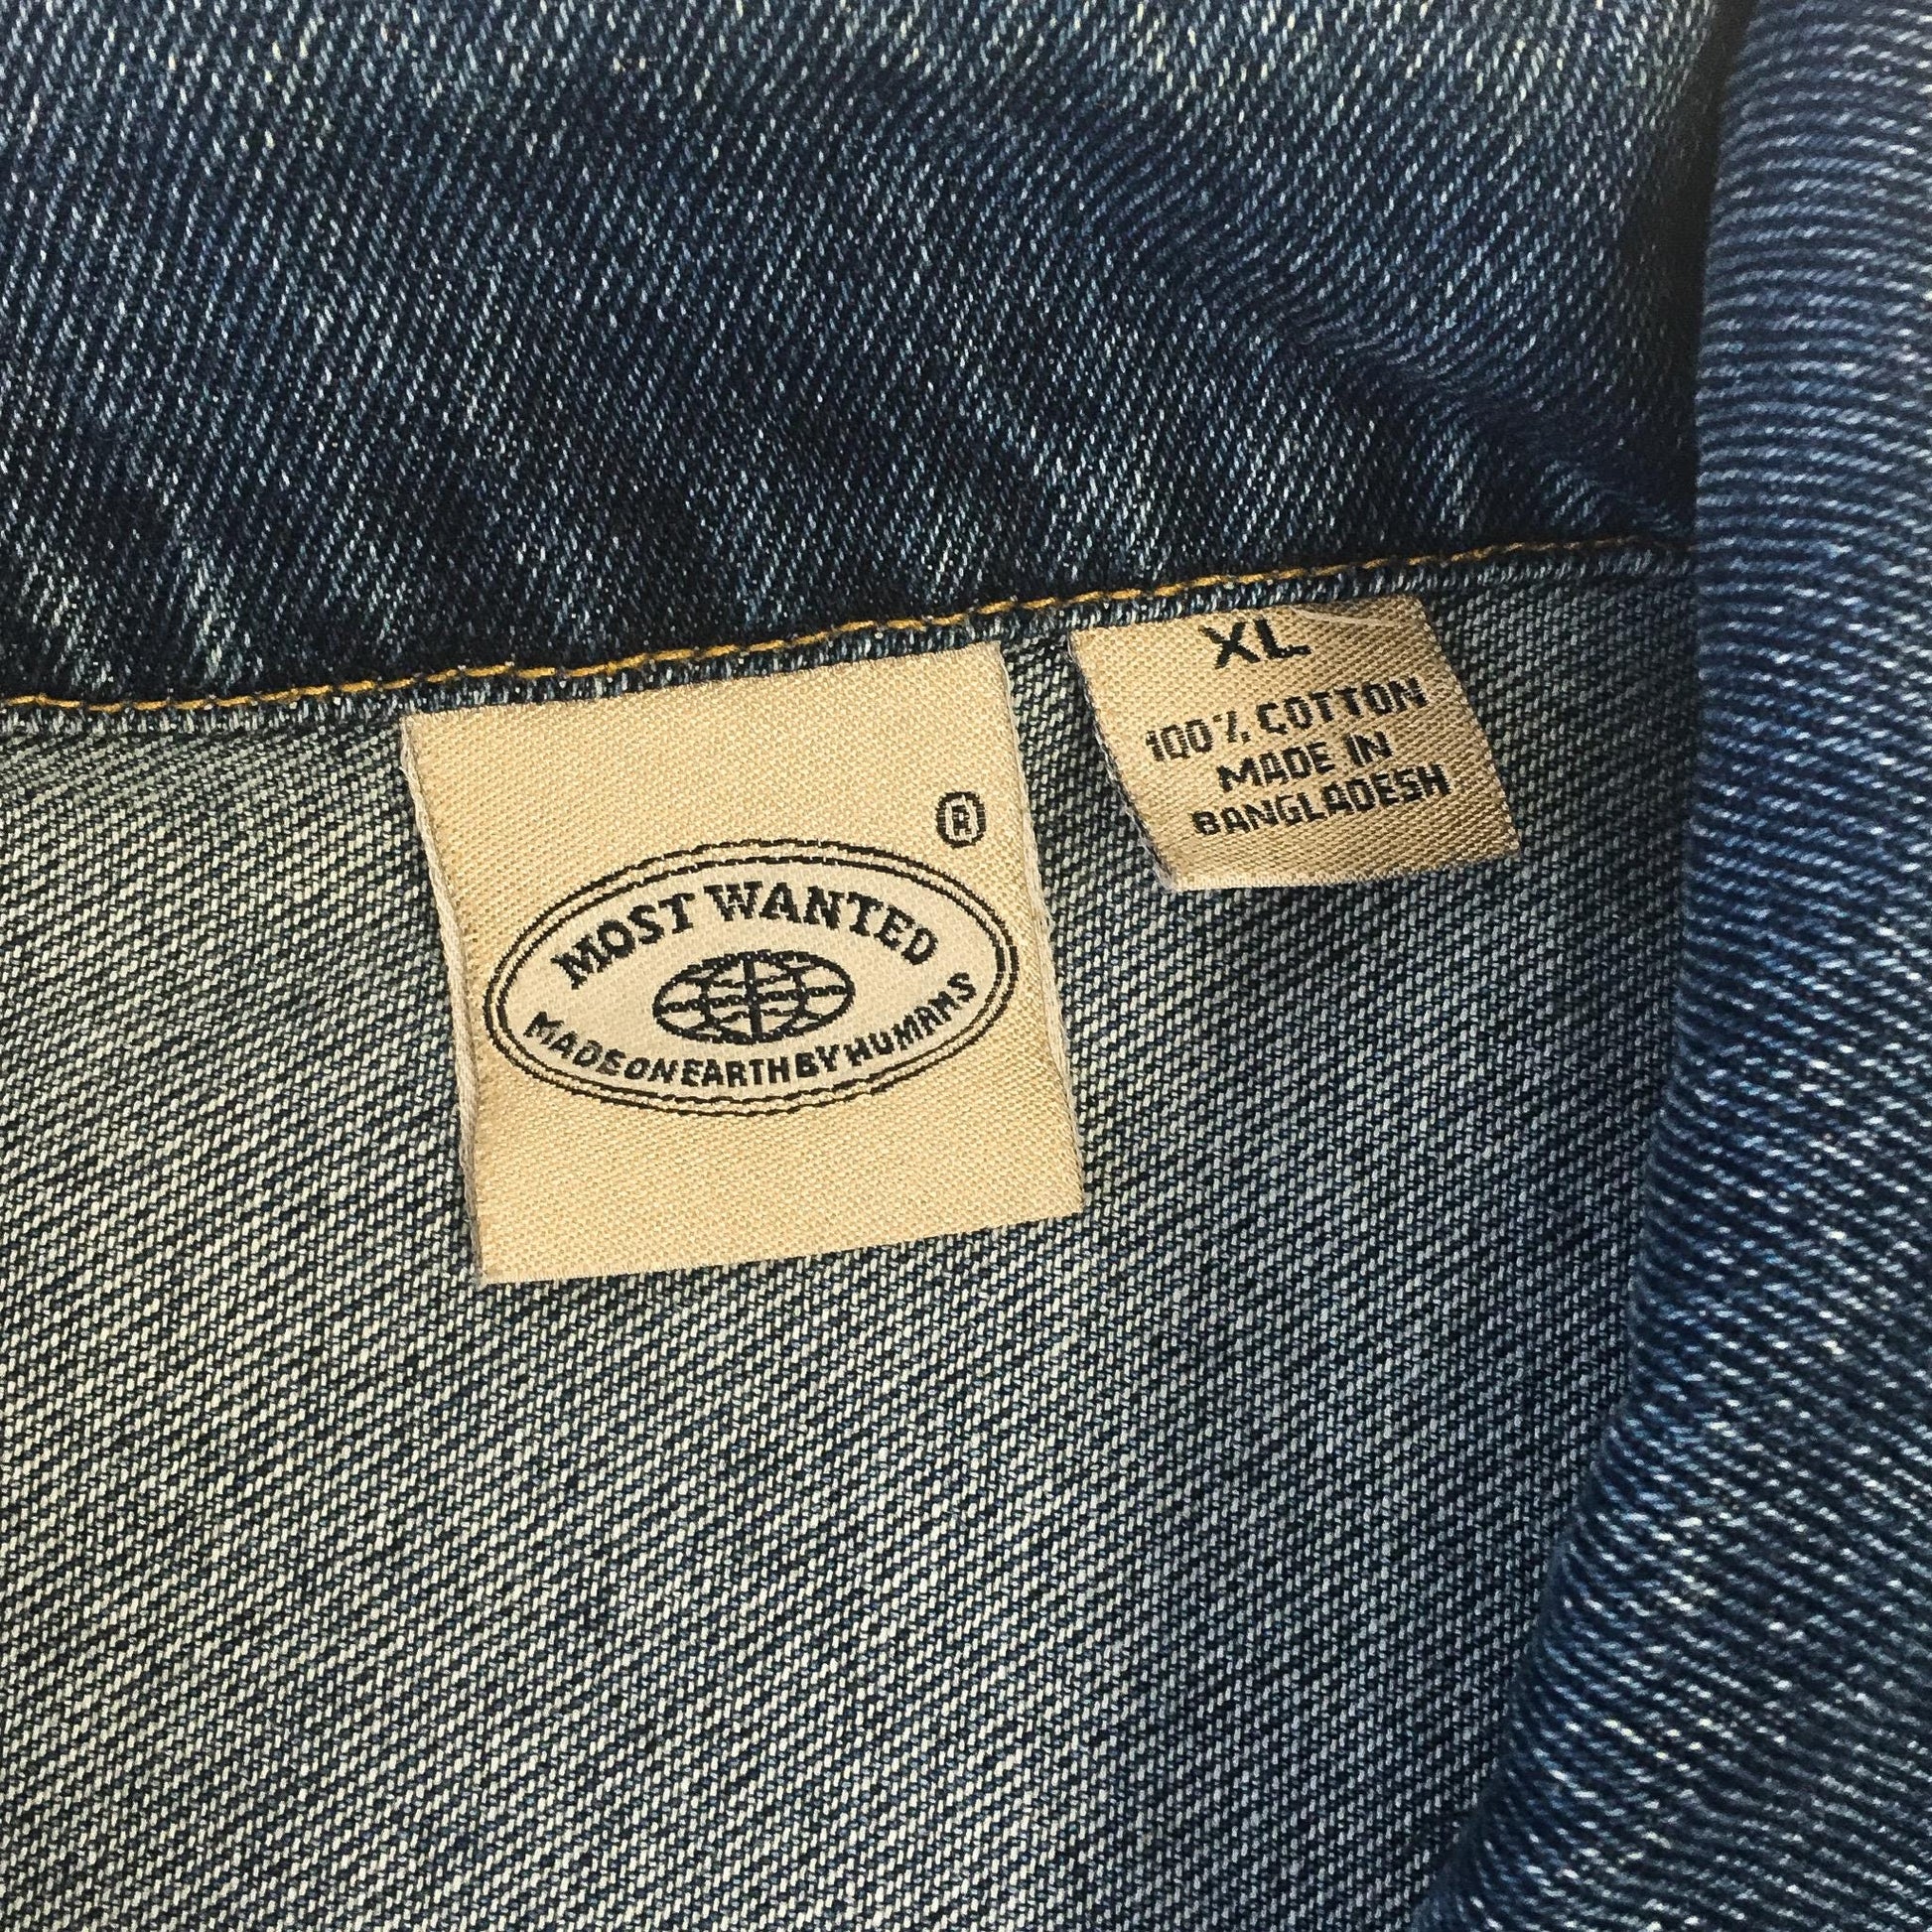 ®
MOST WANTED
MADE ON EARTH BY HUMANS
XL
100% COTTON
MADE IN
BANGLADESH